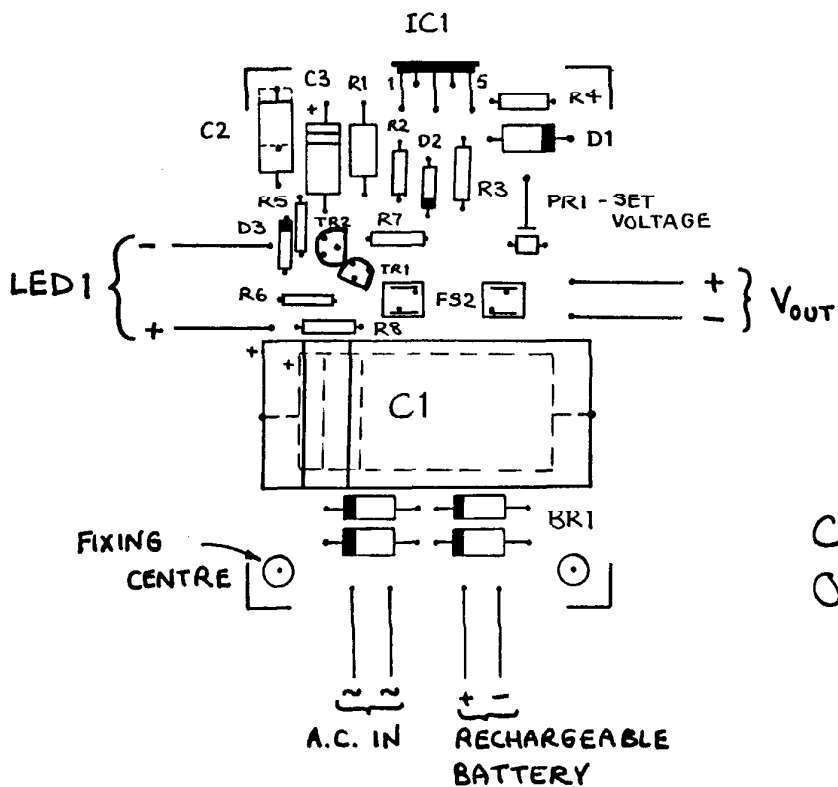 IC1
C3 R1 1 5
R4
+
C2
R2 D2
D1
R3
R5
PR1 - SET
VOLTAGE
D3 TR2 R7
-
LED1
TR1
R6
FS2
+
VOUT
-
+
R8
+
+
C1
BR1
FIXING
CENTRE
C
O
~ ~ + -
A.C. IN RECHARGEABLE
BATTERY